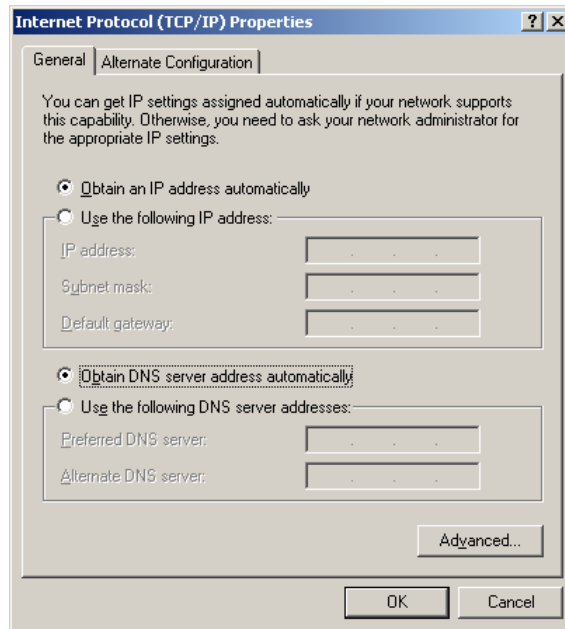 Internet Protocol (TCP/IP) Properties
General
Alternate Configuration
You can get IP settings assigned automatically if your network supports
this capability. Otherwise, you need to ask your network administrator for
the appropriate IP settings.
Obtain an IP address automatically
Use the following IP address:
IP address:
Subnet mask:
Default gateway:
Obtain DNS server address automatically
Use the following DNS server addresses:
Preferred DNS server:
Alternate DNS server:
Advanced...
OK
Cancel